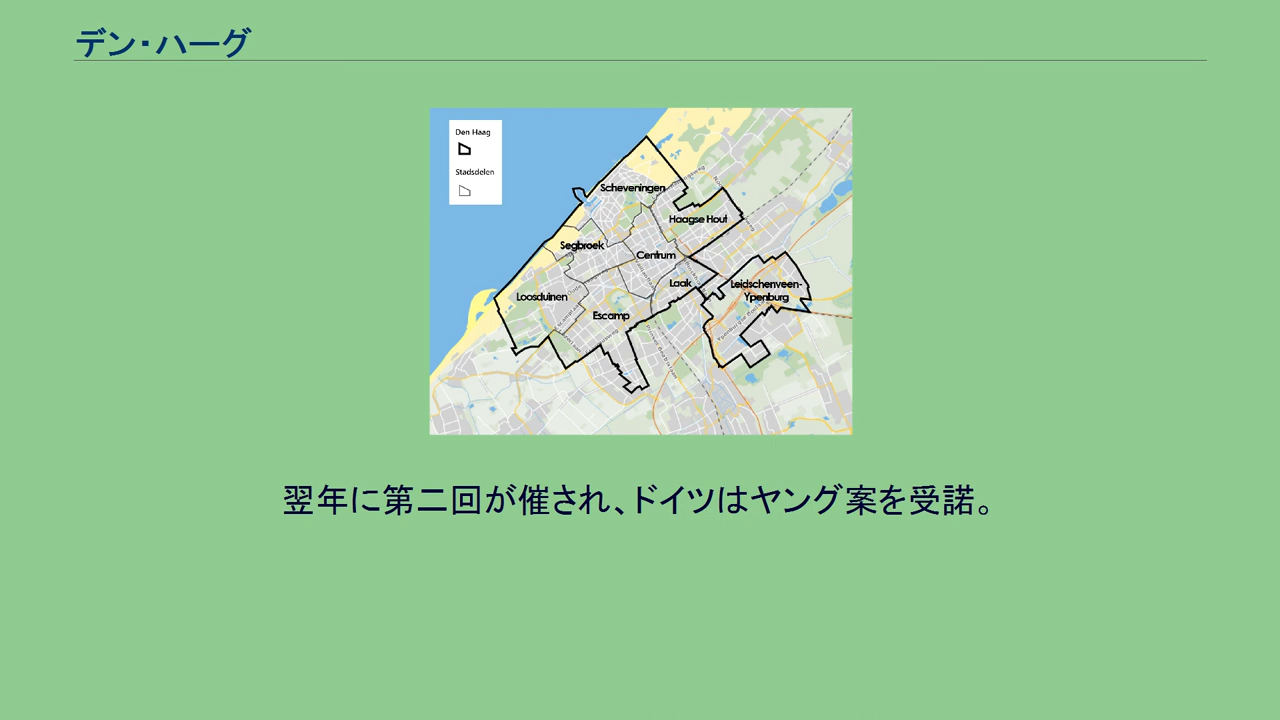 デン・ハーグ
Den Haag
Stadsdelen
Scheveningen
Haagse Hout
Segbroek
Centrum
Laak
Leidschenveen-
Ypenburg
Loosduinen
Escamp
翌年に第二回が催され、ドイツはヤング案を受諾。